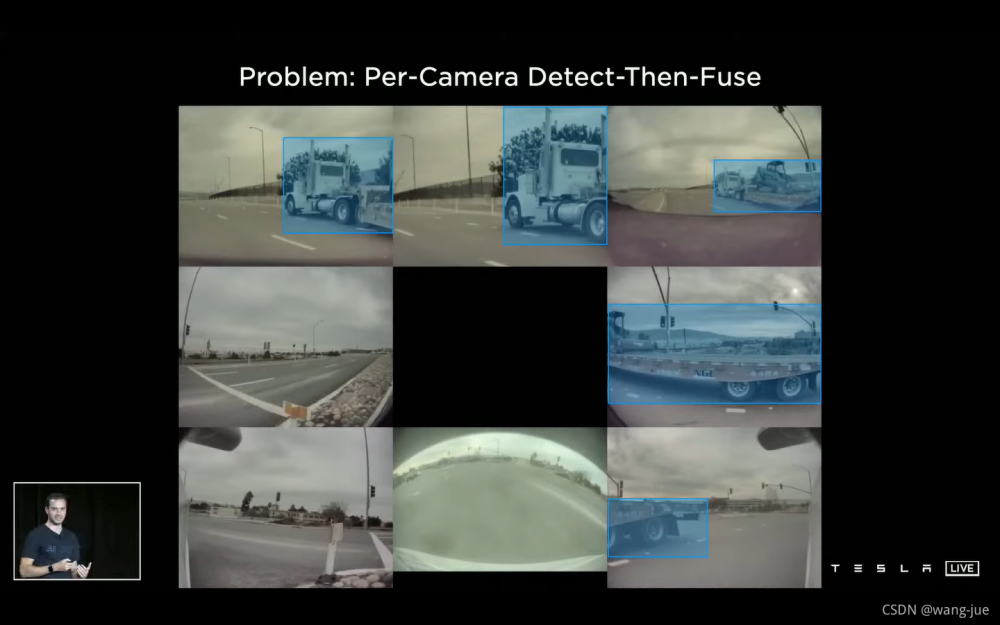 Problem: Per-Camera Detect-Then-Fuse
TESLA LIVE
CSDN @wang-jue